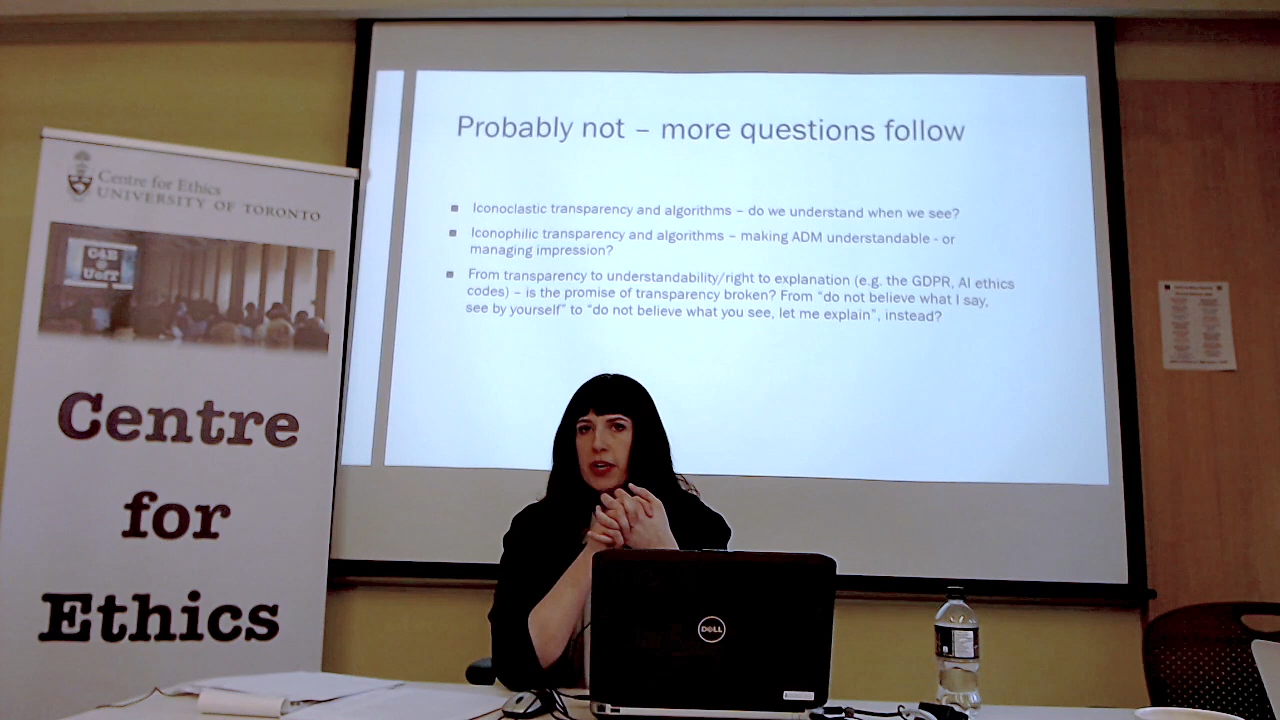 Centre for Ethics
UNIVERSITY OF TORONTO
C4E
@
UofT
Centre
for
Ethics
Probably not – more questions follow
Iconoclastic transparency and algorithms – do we understand when we see?
Iconophilic transparency and algorithms – making ADM understandable - or
managing impression?
From transparency to understandability/right to explanation (e.g. the GDPR, AI ethics
codes) – is the promise of transparency broken? From “do not believe what I say,
see by yourself” to “do not believe what you see, let me explain”, instead?
DELL